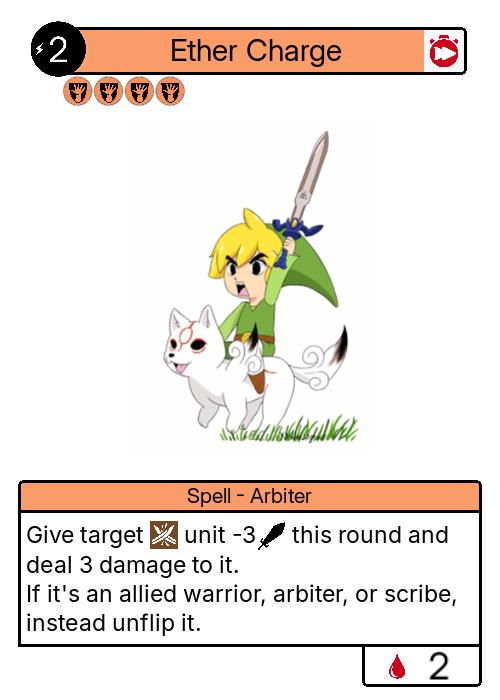 2 Ether Charge
Spell - Arbiter
Give target unit -3 this round and
deal 3 damage to it.
If it's an allied warrior, arbiter, or scribe,
instead unflip it.
2